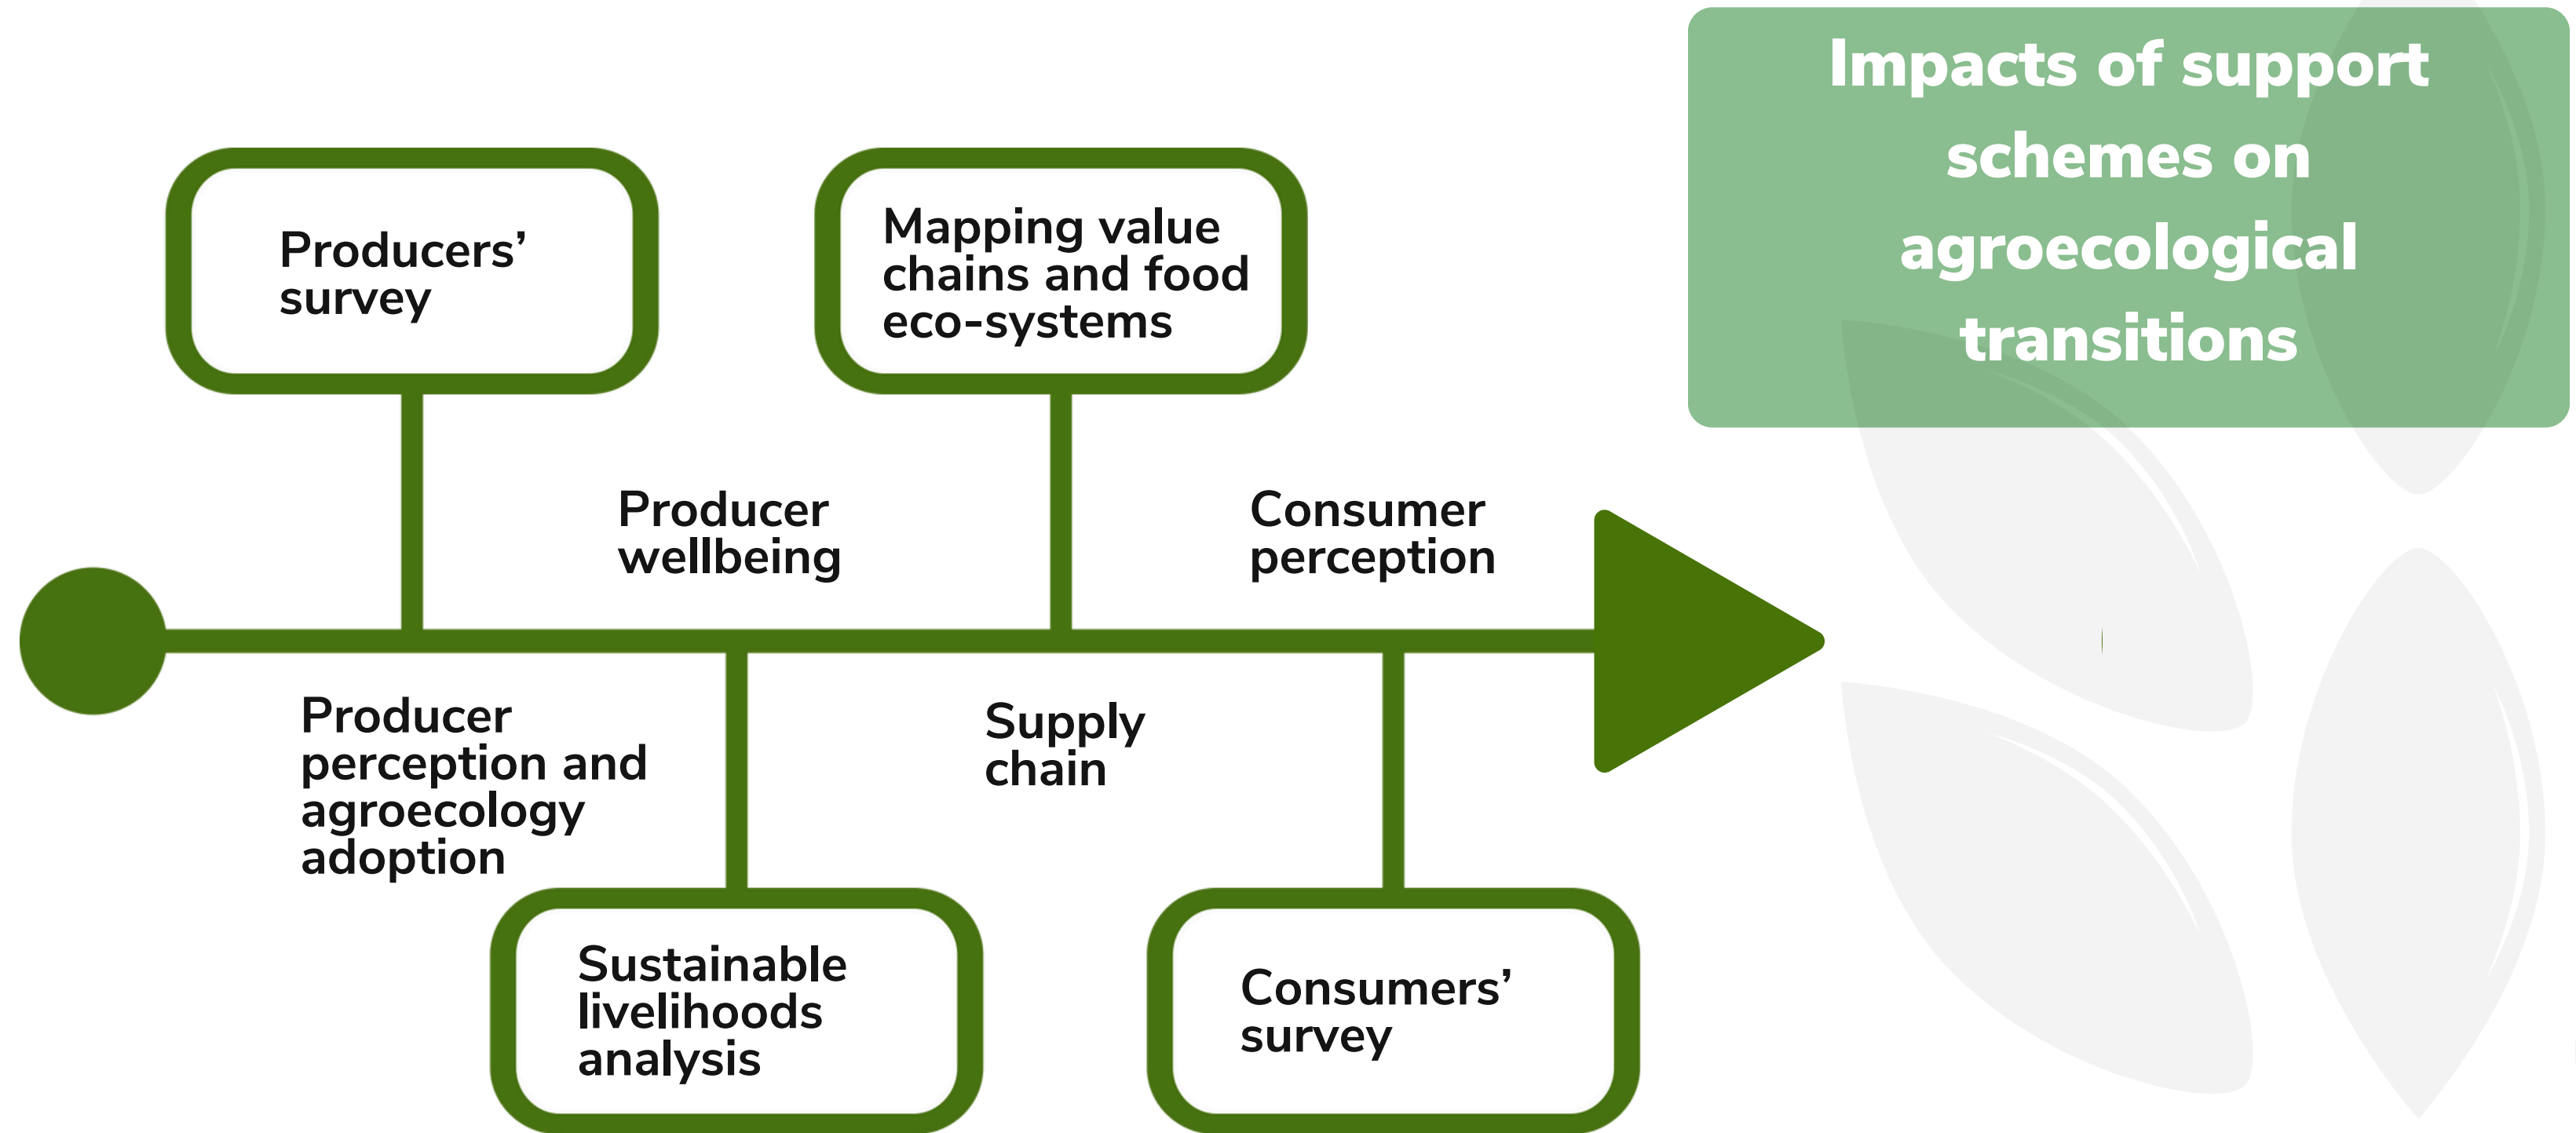 Impacts of support
schemes on
agroecological
transitions
Producers’
survey
Mapping value
chains and food
eco-systems
Producer
wellbeing
Consumer
perception
Producer
perception and
agroecology
adoption
Supply
chain
Sustainable
livelihoods
analysis
Consumers’
survey